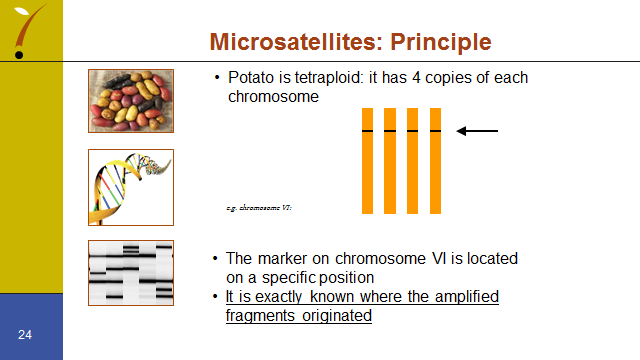 Microsatellites: Principle
• Potato is tetraploid: it has 4 copies of each
chromosome
e.g. chromosome VI:
• The marker on chromosome VI is located
on a specific position
• It is exactly known where the amplified
fragments originated
24